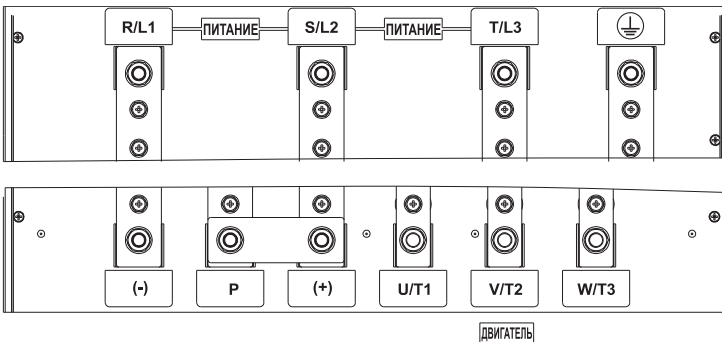 R/L1 ПИТАНИЕ S/L2 ПИТАНИЕ T/L3
(-) P (+) U/T1 V/T2 W/T3
ДВИГАТЕЛЬ